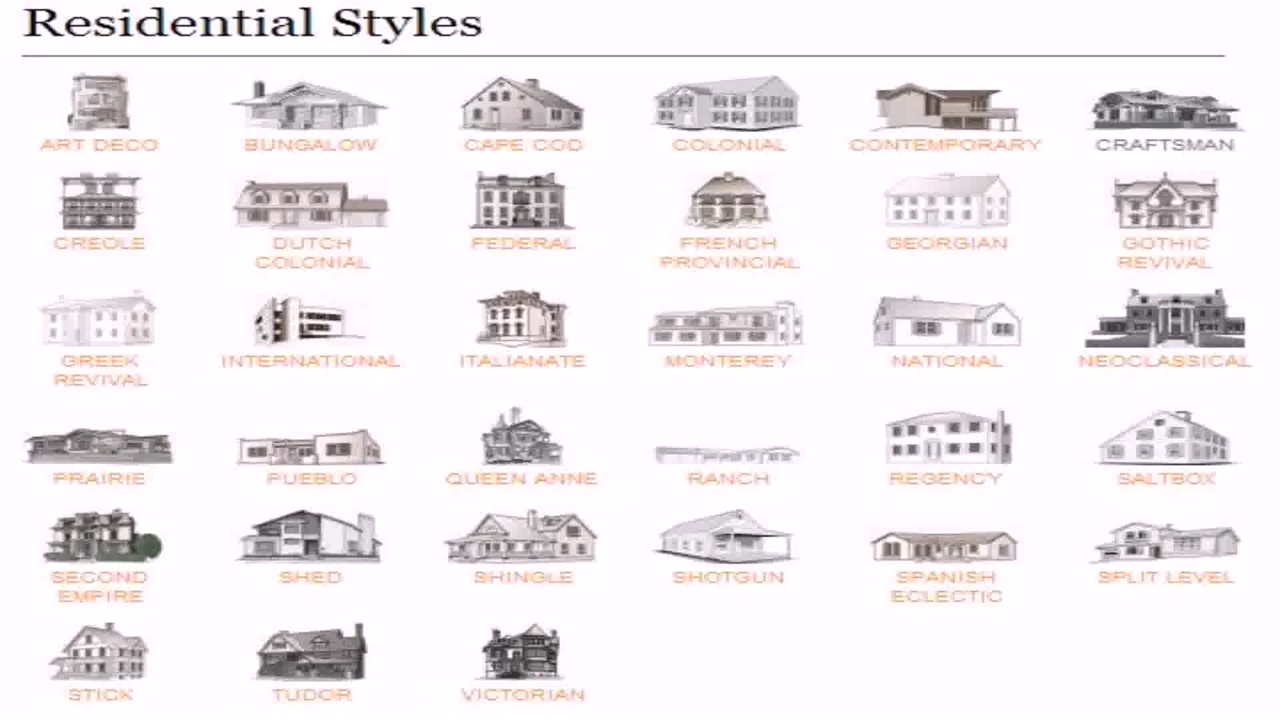 Residential Styles
ART DECO
BUNGALOW
CAPE COD
COLONIAL
CONTEMPORARY
CRAFTSMAN
CREOLE
DUTCH
COLONIAL
FEDERAL
FRENCH
PROVINCIAL
GEORGIAN
GOTHIC
REVIVAL
GREEK
REVIVAL
INTERNATIONAL
ITALIANATE
MONTEREY
NATIONAL
NEOCLASSICAL
PRAIRIE
PUEBLO
QUEEN ANNE
RANCH
REGENCY
SALTBOX
SECOND
EMPIRE
SHED
SHINGLE
SHOTGUN
SPANISH
ECLECTIC
SPLIT LEVEL
STICK
TUDOR
VICTORIAN